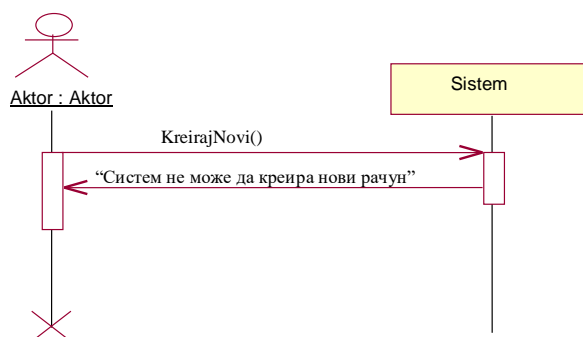 Aktor : Aktor
Sistem
KreirajNovi()
“Систем не може да креира нови рачун”